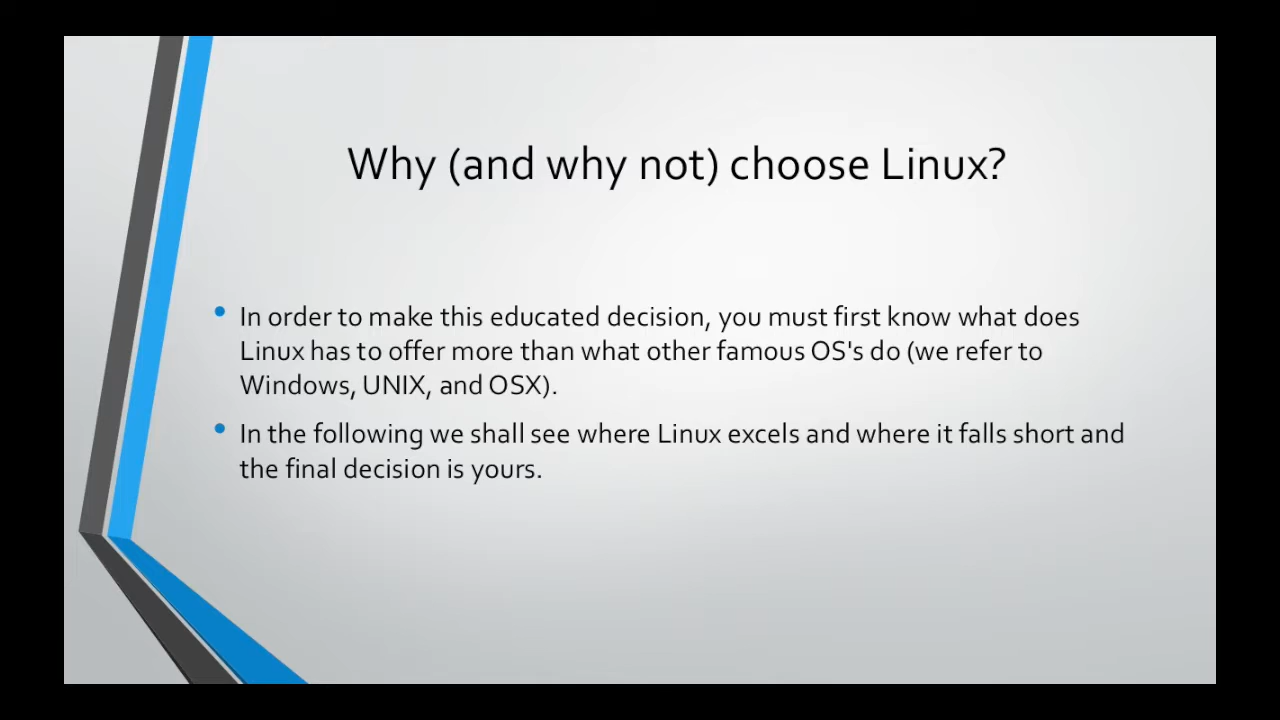 Why (and why not) choose Linux?
• In order to make this educated decision, you must first know what does
Linux has to offer more than what other famous OS's do (we refer to
Windows, UNIX, and OSX).
• In the following we shall see where Linux excels and where it falls short and
the final decision is yours.